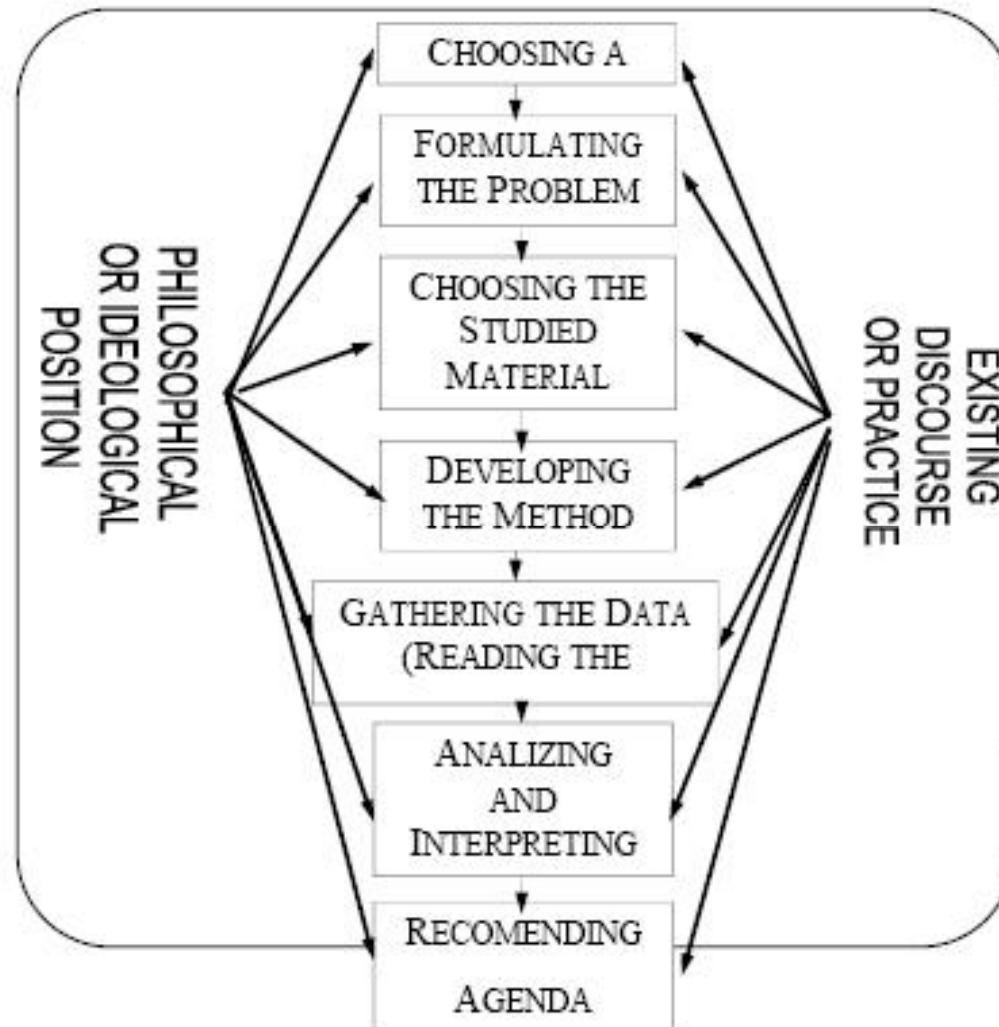 CHOOSING A
FORMULATING
THE PROBLEM
CHOOSING THE
STUDIED
MATERIAL
DEVELOPING
THE METHOD
GATHERING THE DATA
(READING THE
ANALIZING
AND
INTERPRETING
RECOMENDING
AGENDA
PHILOSOPHICAL
OR IDEOLOGICAL
POSITION
EXISTING
DISCOURSE
OR PRACTICE